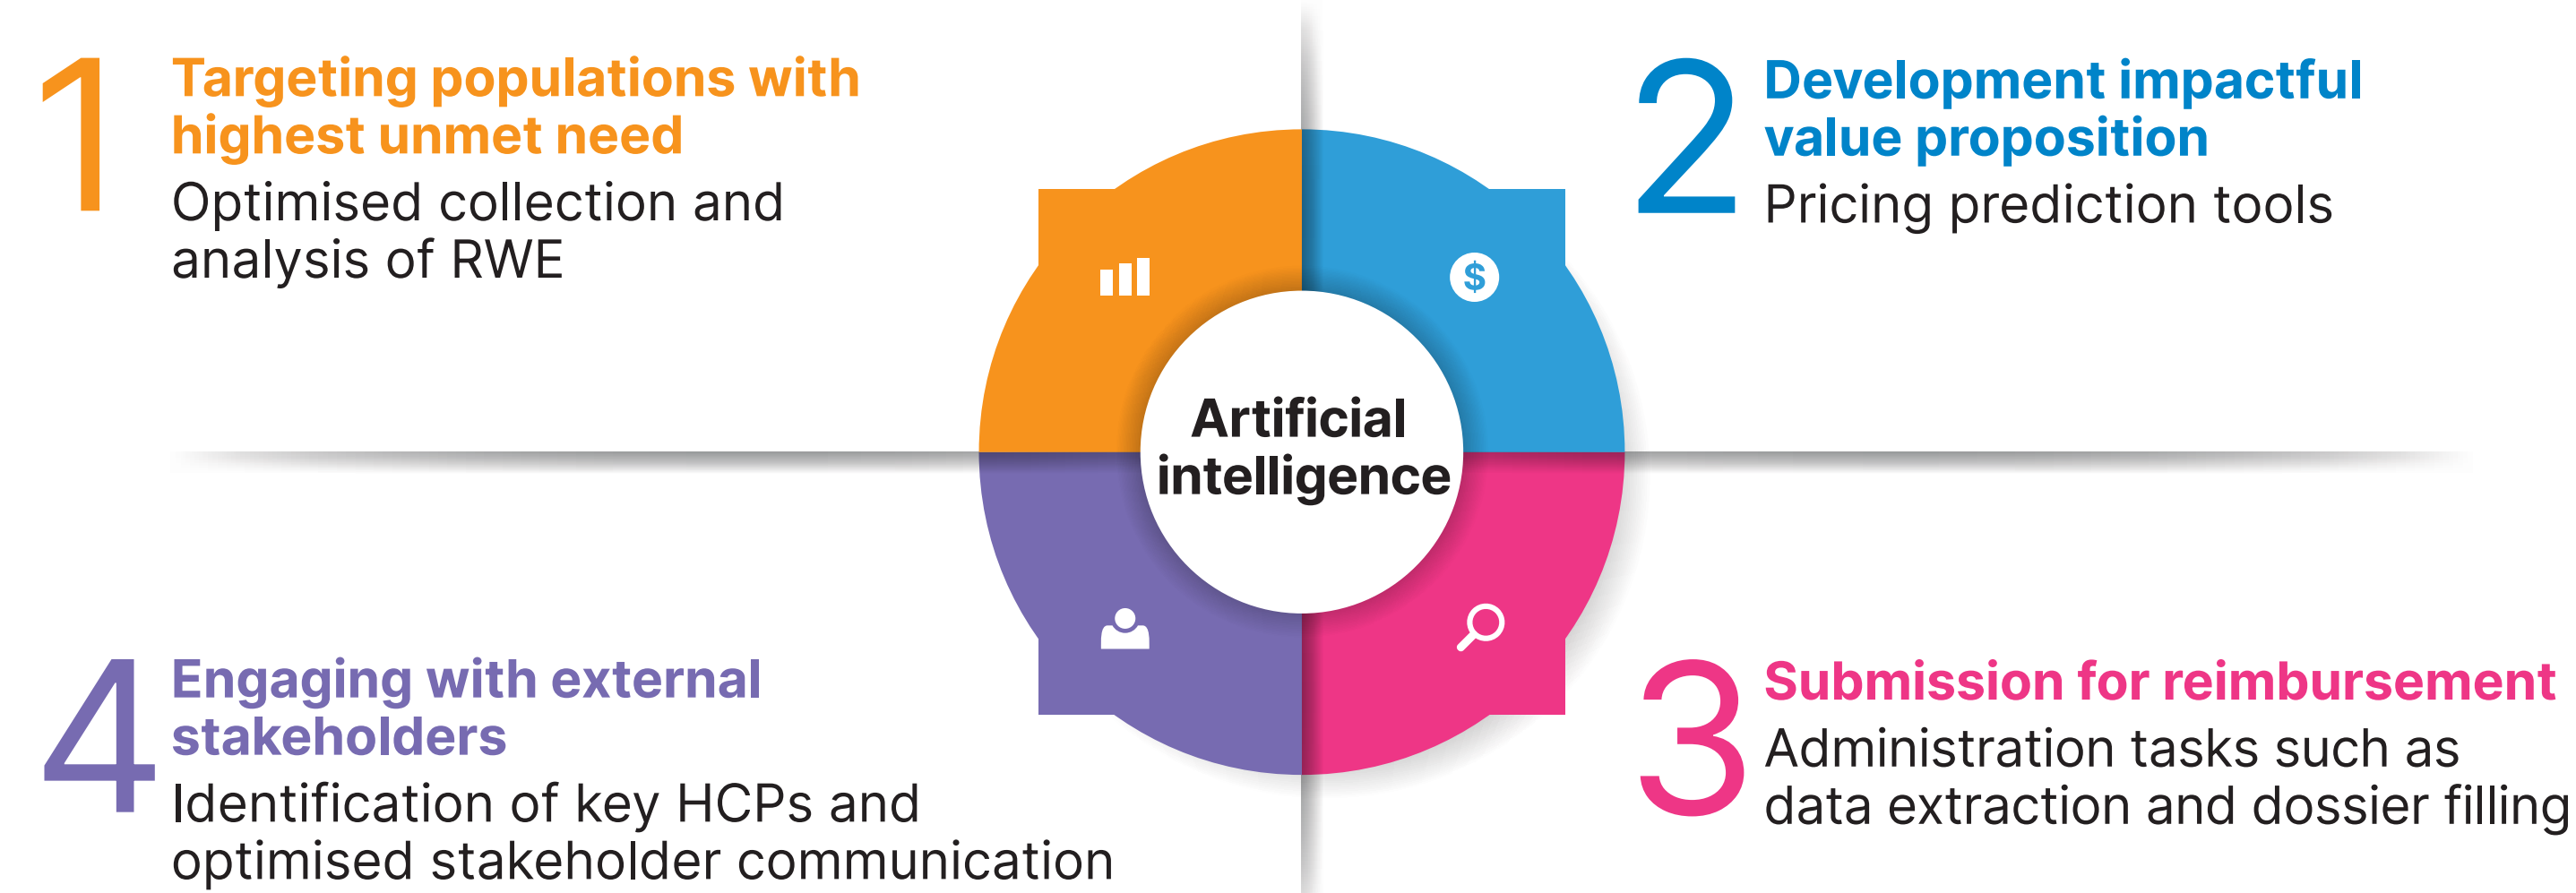 1
Targeting populations with
highest unmet need
Optimised collection and
analysis of RWE
2
Development impactful
value proposition
Pricing prediction tools
$
Artificial
intelligence
3
Submission for reimbursement
Administration tasks such as
data extraction and dossier filling
4
Engaging with external
stakeholders
Identification of key HCPs and
optimised stakeholder communication